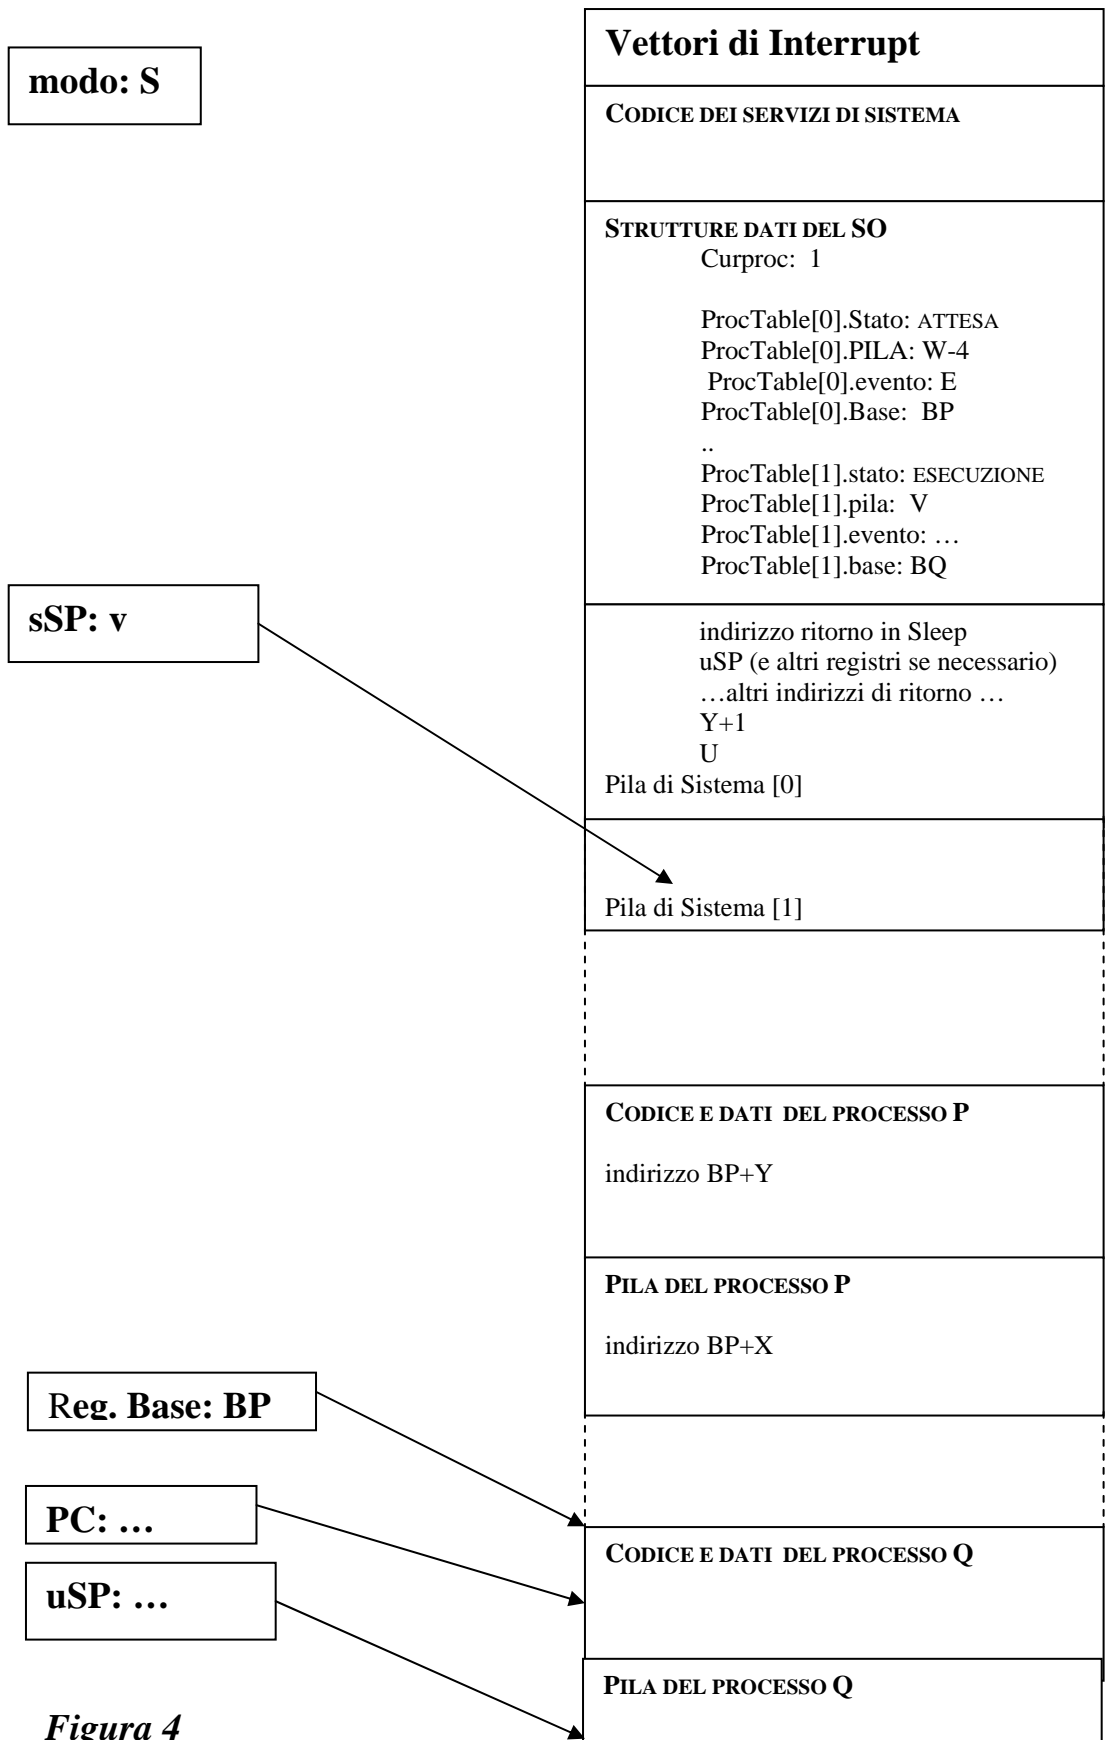 Vettori di Interrupt
modo: S
CODICE DEI SERVIZI DI SISTEMA
STRUTTURE DATI DEL SO
Curproc: 1
ProcTable[0].Stato: ATTESA
ProcTable[0].PILA: W-4
ProcTable[0].evento: E
ProcTable[0].Base: BP
..
ProcTable[1].stato: ESECUZIONE
ProcTable[1].pila: V
ProcTable[1].evento: …
ProcTable[1].base: BQ
sSP: v
indirizzo ritorno in Sleep
uSP (e altri registri se necessario)
…altri indirizzi di ritorno …
Y+1
U
Pila di Sistema [0]
Pila di Sistema [1]
CODICE E DATI DEL PROCESSO P
indirizzo BP+Y
PILA DEL PROCESSO P
indirizzo BP+X
Reg. Base: BP
PC: …
CODICE E DATI DEL PROCESSO Q
uSP: …
PILA DEL PROCESSO Q
Figura 4